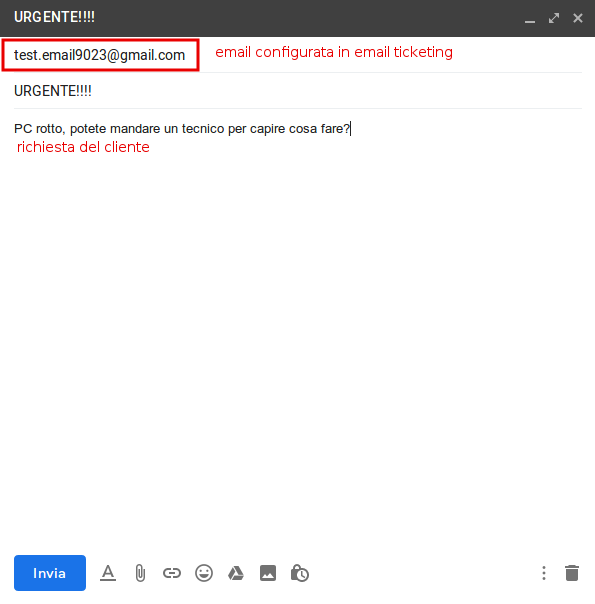 URGENTE!!!!
test.email9023@gmail.com email configurata in email ticketing
URGENTE!!!!
PC rotto, potete mandare un tecnico per capire cosa fare?
richiesta del cliente
Invia